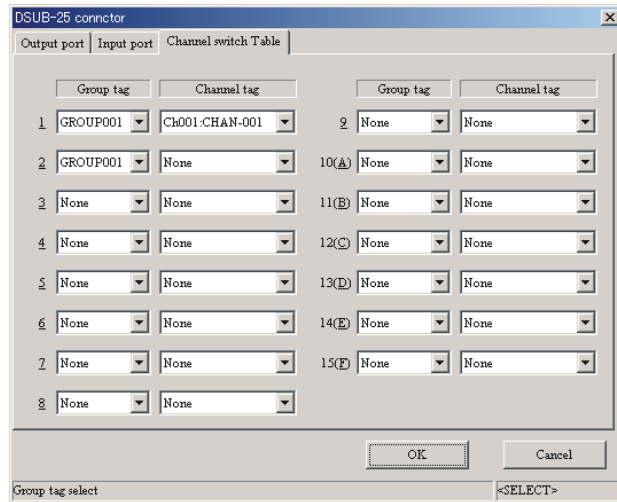 DSUB-25 connctor
Output port Input port Channel switch Table
Group tag Channel tag Group tag Channel tag
1 GROUP001 Ch001:CHAN-001 9 None None
2 GROUP001 None 10(A) None None
3 None None 11(B) None None
4 None None 12(C) None None
5 None None 13(D) None None
6 None None 14(E) None None
7 None None 15(F) None None
8 None None
OK Cancel
Group tag select <SELECT>